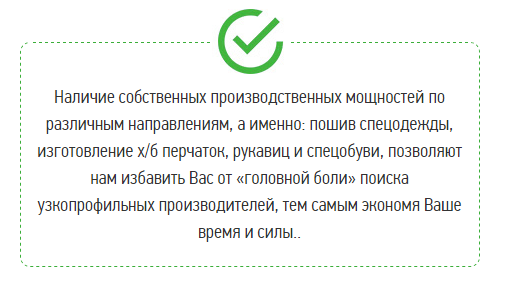 Наличие собственных производственных мощностей по
различным направлениям, а именно: пошив спецодежды,
изготовление х/б перчаток, рукавиц и спецобуви, позволяют
нам избавить Вас от «головной боли» поиска
узкопрофильных производителей, тем самым экономя Ваше
время и силы..